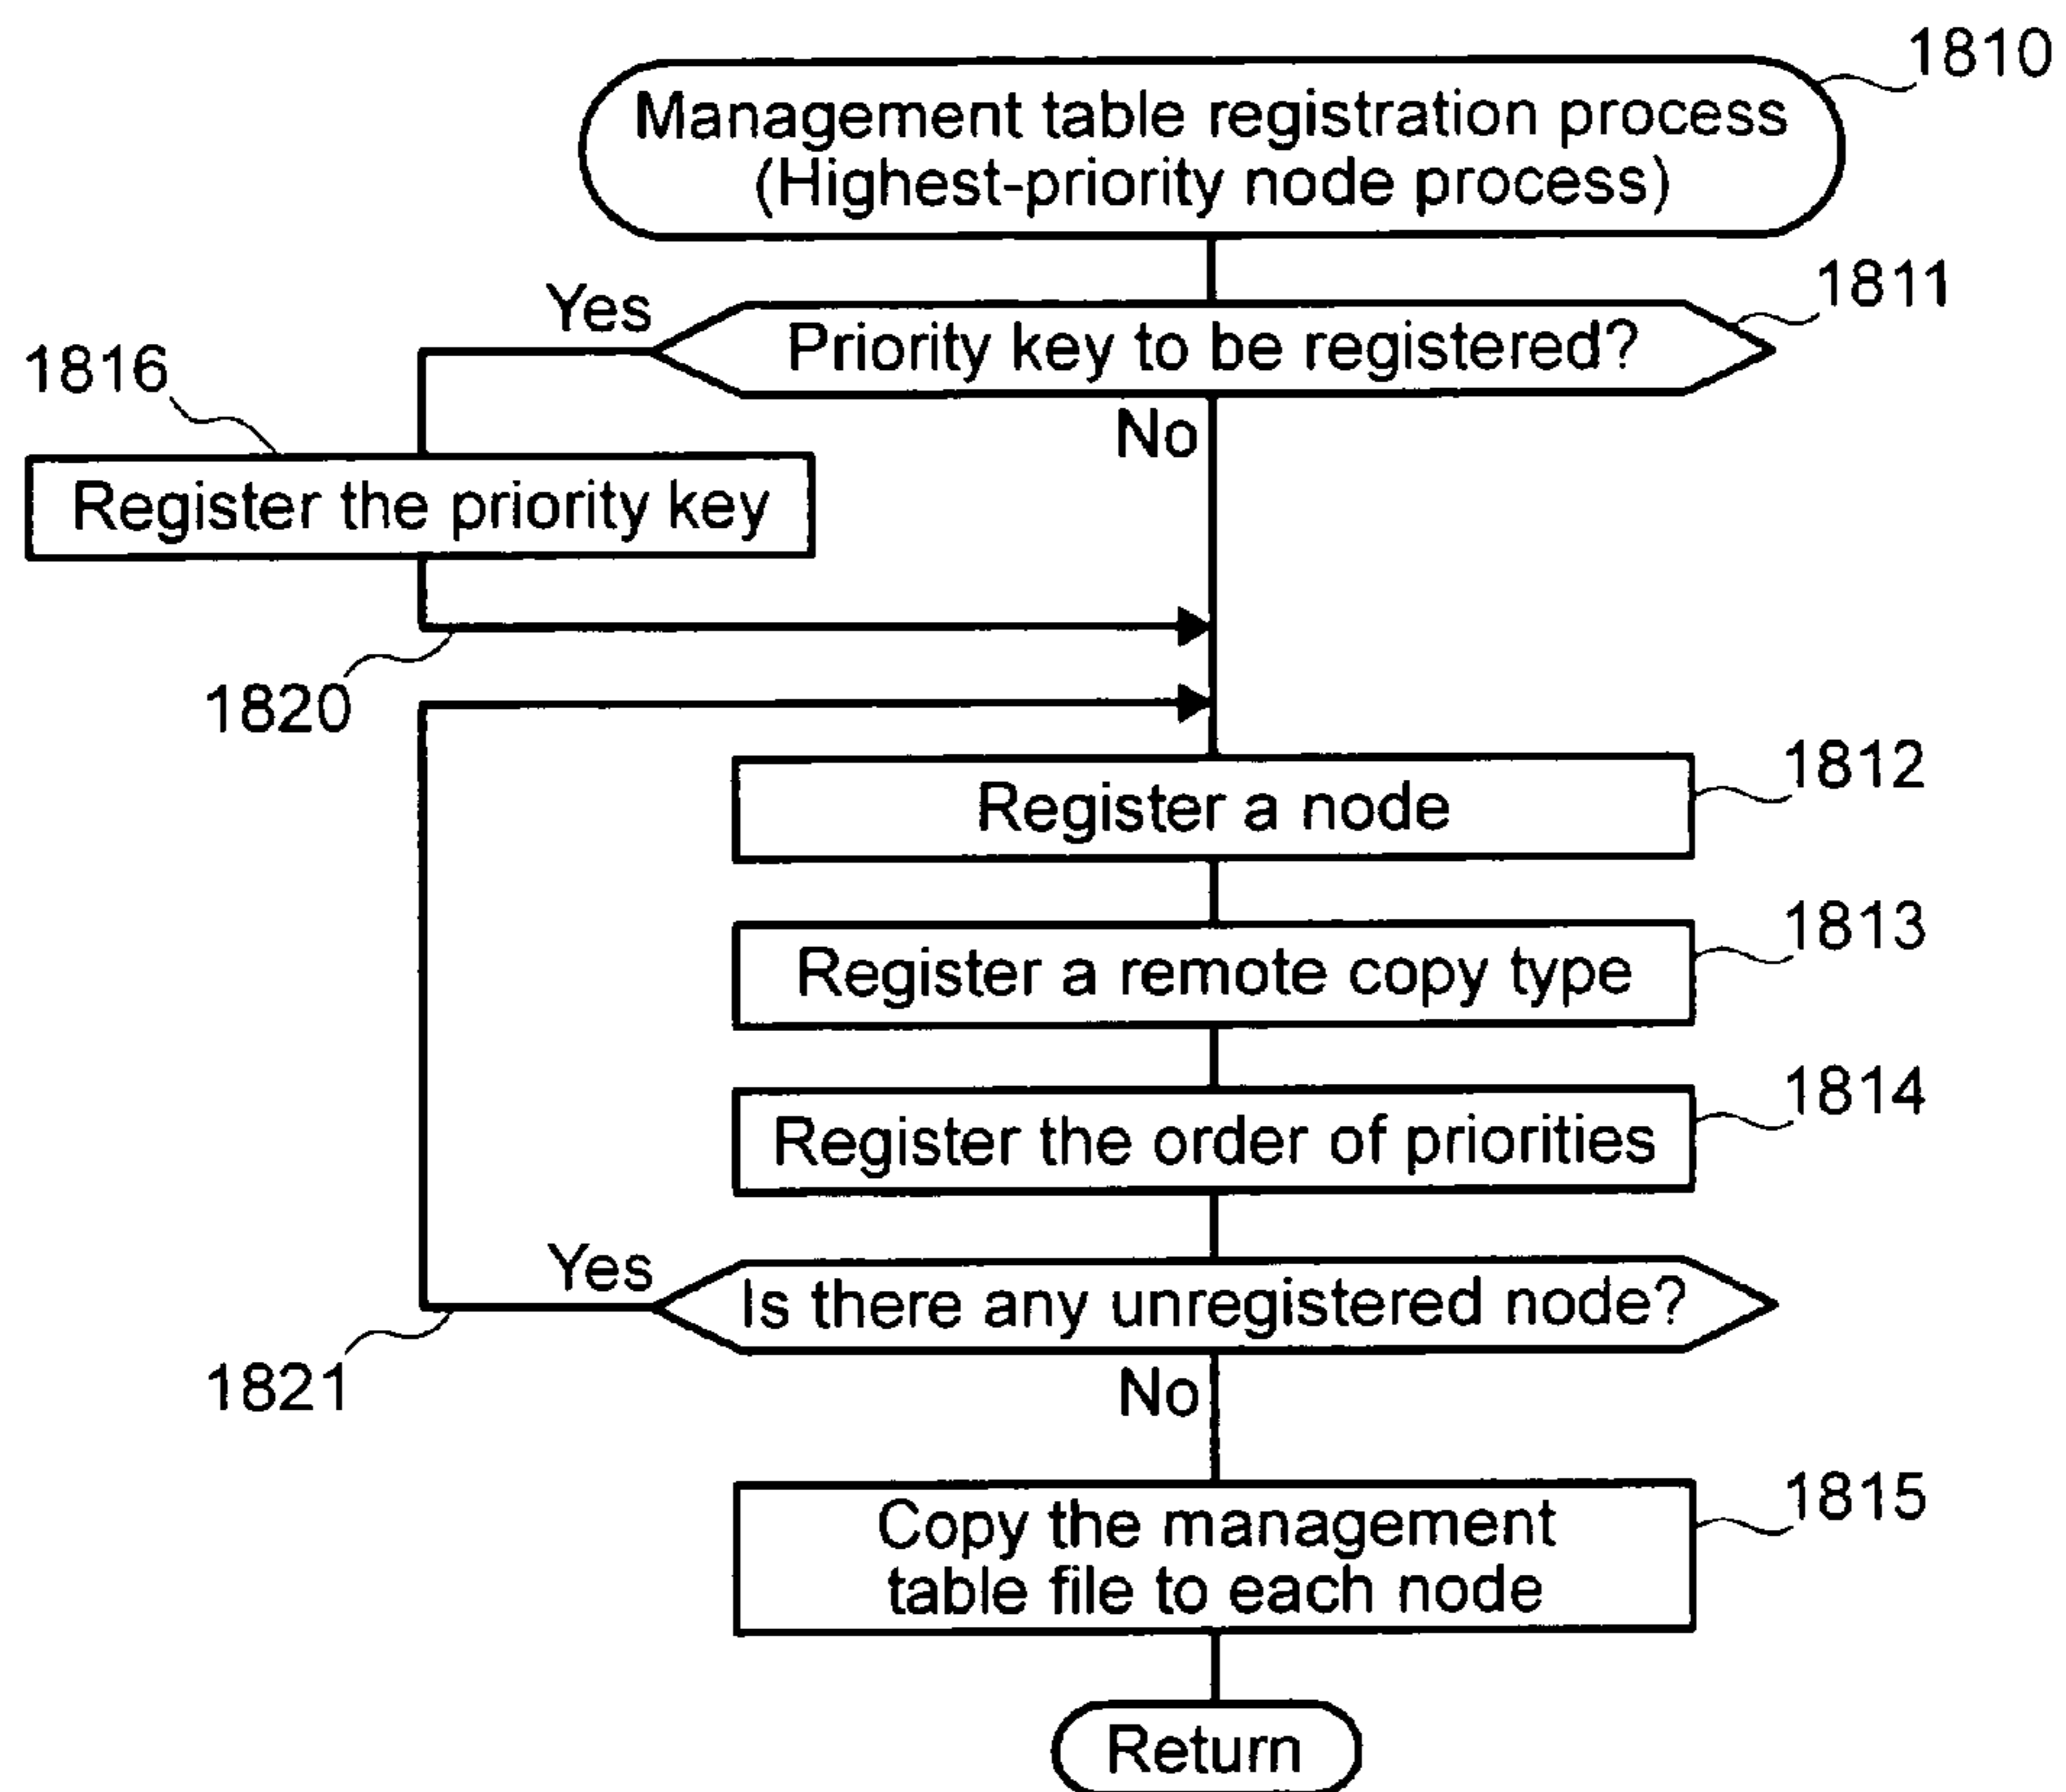 1810
Management table registration process
(Highest-priority node process)
1811
Yes
Priority key to be registered?
1816
No
Register the priority key
1820
1812
Register a node
1813
Register a remote copy type
1814
Register the order of priorities
Yes
Is there any unregistered node?
1821
No
1815
Copy the management
table file to each node
Return